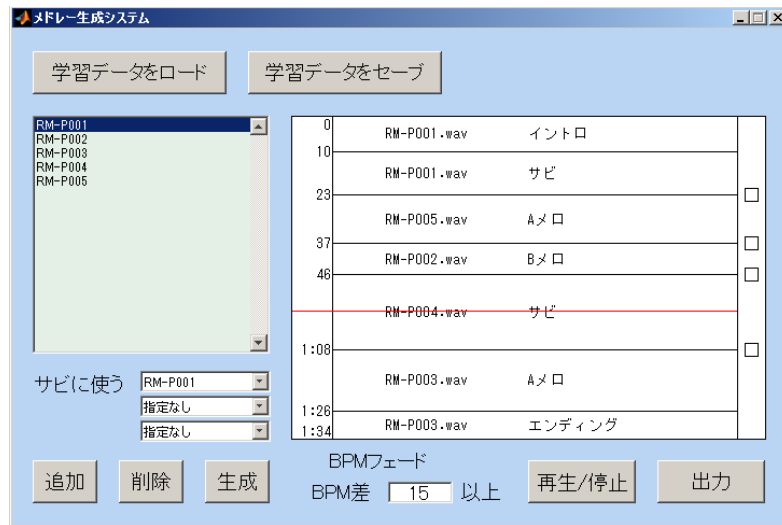 メドレー生成システム
学習データをロード
学習データをセーブ
RM-P001
RM-P002
RM-P003
RM-P004
RM-P005
0
RM-P001.wav イントロ
10
RM-P001.wav サビ
23
RM-P005.wav Aメロ
37
RM-P002.wav Bメロ
46
RM-P004.wav サビ
1:08
RM-P003.wav Aメロ
1:26
RM-P003.wav エンディング
1:34
サビに使う RM-P001
指定なし
指定なし
追加
削除
生成
BPMフェード
BPM差 15 以上
再生/停止
出力